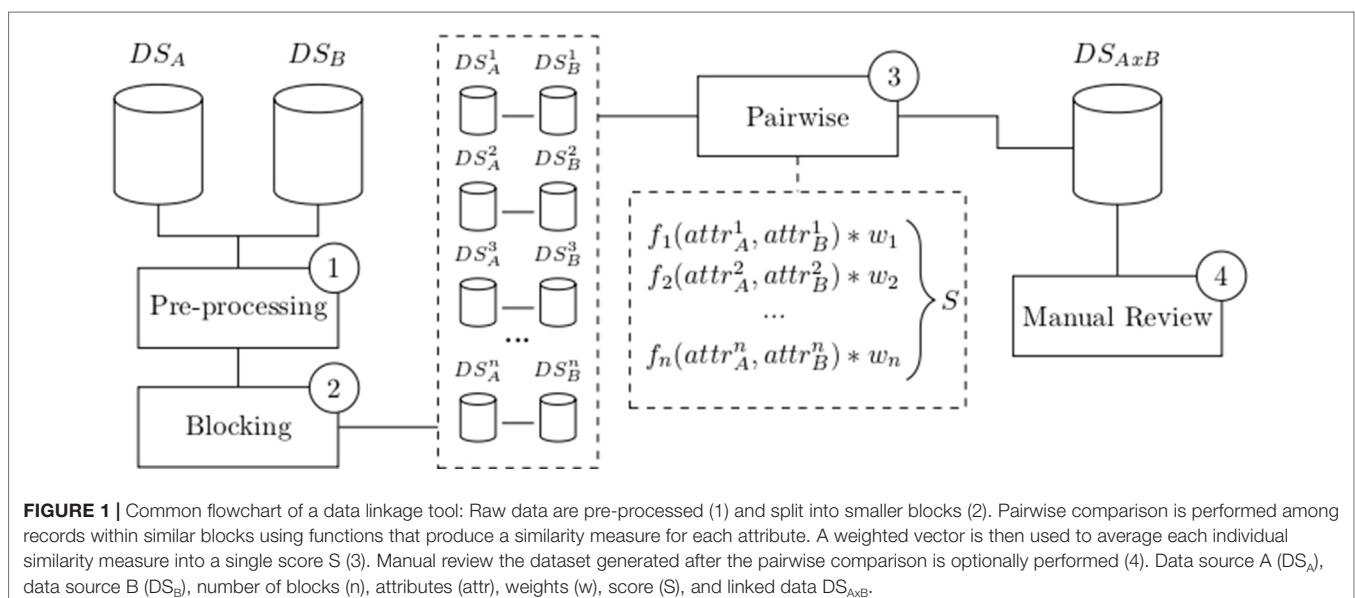 DS_A
DS_B
1
Pre-processing
2
Blocking
DS_A^1 DS_B^1
DS_A^2 DS_B^2
DS_A^3 DS_B^3
...
DS_A^n DS_B^n
3
Pairwise
f_1(attr_A^1, attr_B^1) * w_1
f_2(attr_A^2, attr_B^2) * w_2
...
f_n(attr_A^n, attr_B^n) * w_n
S
DS_{AxB}
4
Manual Review
FIGURE 1 | Common flowchart of a data linkage tool: Raw data are pre-processed (1) and split into smaller blocks (2). Pairwise comparison is performed among
records within similar blocks using functions that produce a similarity measure for each attribute. A weighted vector is then used to average each individual
similarity measure into a single score S (3). Manual review the dataset generated after the pairwise comparison is optionally performed (4). Data source A (DS_A),
data source B (DS_B), number of blocks (n), attributes (attr), weights (w), score (S), and linked data DS_{AxB}.